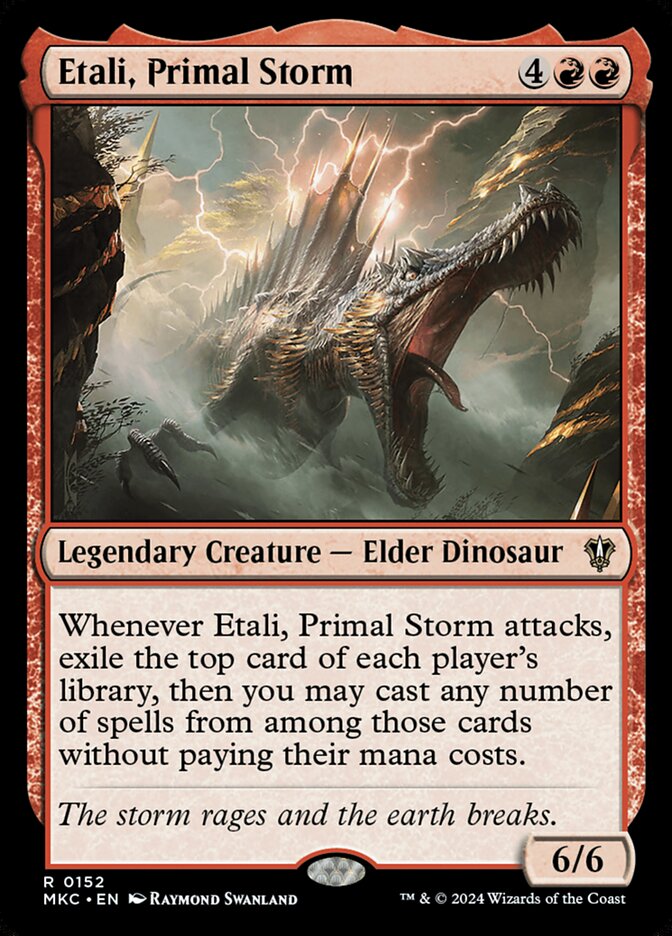 Etali, Primal Storm 4
Legendary Creature — Elder Dinosaur
Whenever Etali, Primal Storm attacks,
exile the top card of each player's
library, then you may cast any number
of spells from among those cards
without paying their mana costs.
The storm rages and the earth breaks.
6/6
R 0152
MKC • EN Raymond Swanland
™ & © 2024 Wizards of the Coast